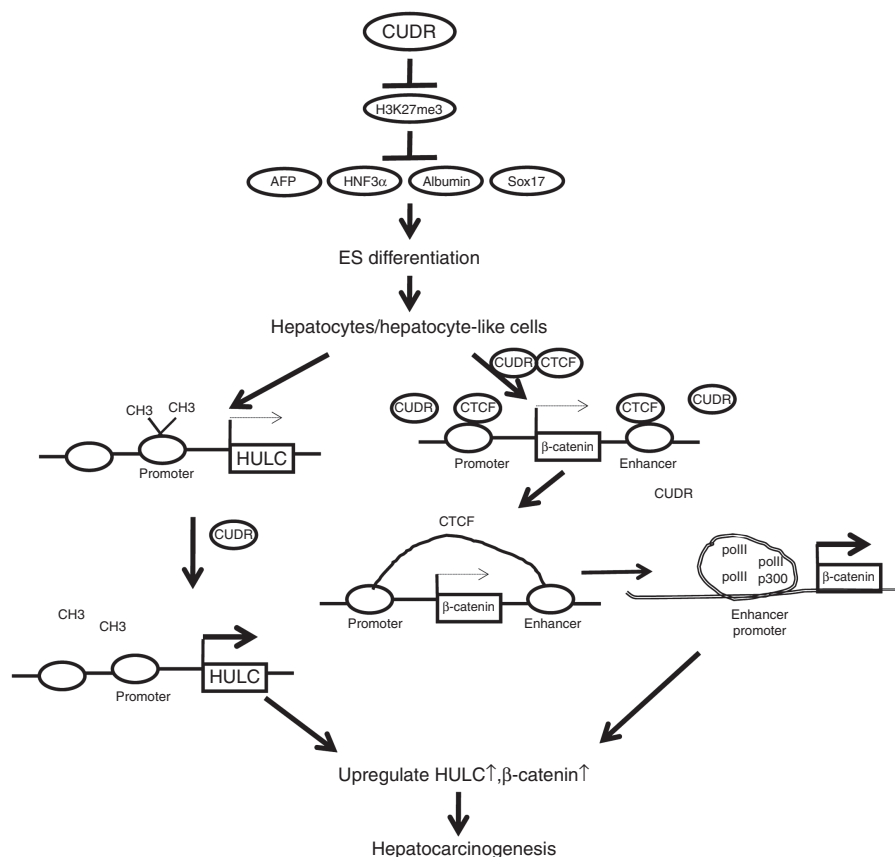 CUDR
H3K27me3
AFP HNF3α Albumin Sox17
ES differentiation
Hepatocytes/hepatocyte-like cells
CUDR CTCF
CH3 CH3
HULC
Promoter
CUDR CTCF CTCF CUDR
β-catenin
Promoter Enhancer
CUDR
CUDR
CTCF
β-catenin
Promoter Enhancer
polII
polII
polII p300
β-catenin
Enhancer
promoter
CH3
CH3
HULC
Promoter
Upregulate HULC↑,β-catenin↑
Hepatocarcinogenesis